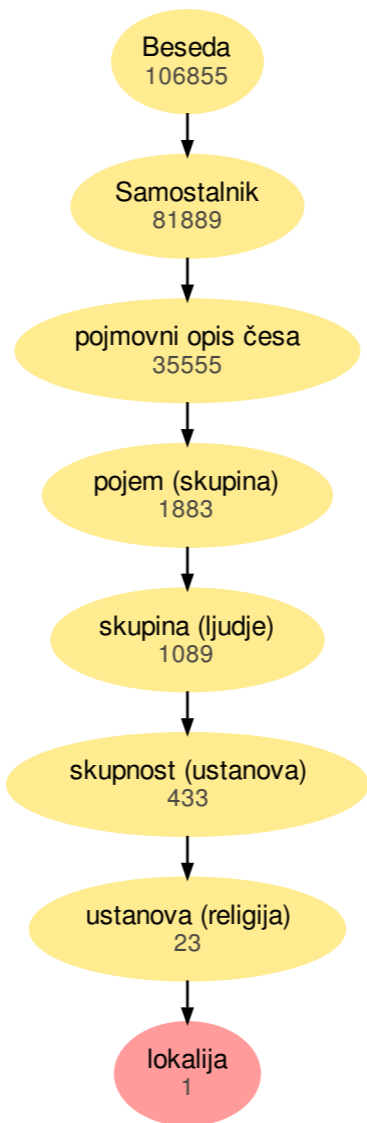 Beseda
106855
Samostalnik
81889
pojmovni opis česa
35555
pojem (skupina)
1883
skupina (ljudje)
1089
skupnost (ustanova)
433
ustanova (religija)
23
lokalija
1